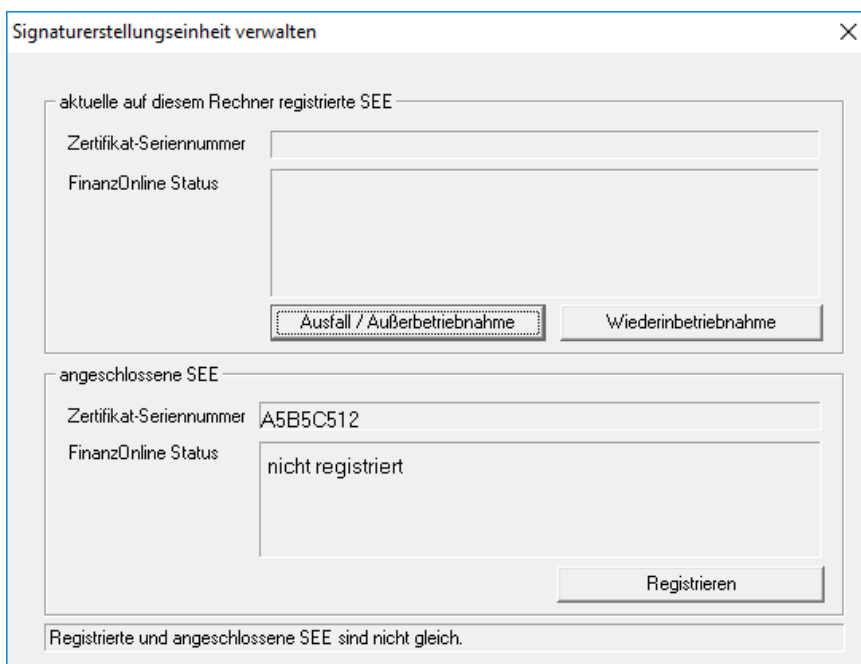 Signaturerstellungseinheit verwalten
aktuelle auf diesem Rechner registrierte SEE
Zertifikat-Seriennummer
FinanzOnline Status
Ausfall / Außerbetriebnahme
Wiederinbetriebnahme
angeschlossene SEE
Zertifikat-Seriennummer A5B5C512
FinanzOnline Status
nicht registriert
Registrieren
Registrierte und angeschlossene SEE sind nicht gleich.